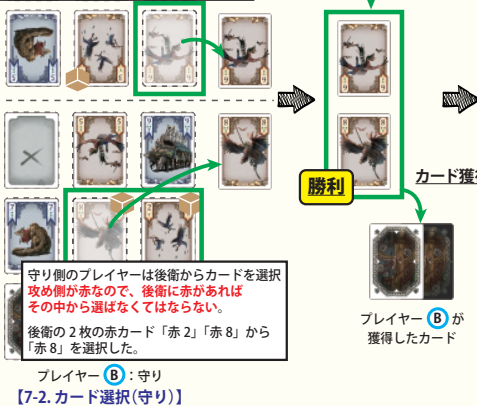 勝利
カード獲
守り側のプレイヤーは後衛からカードを選択
攻め側が赤なので、後衛に赤があれば
その中から選ばなくてはならない。
後衛の2枚の赤カード「赤2」「赤8」から
「赤8」を選択した。
プレイヤー B が
獲得したカード
プレイヤー B :守り
【7-2. カード選択(守り)】